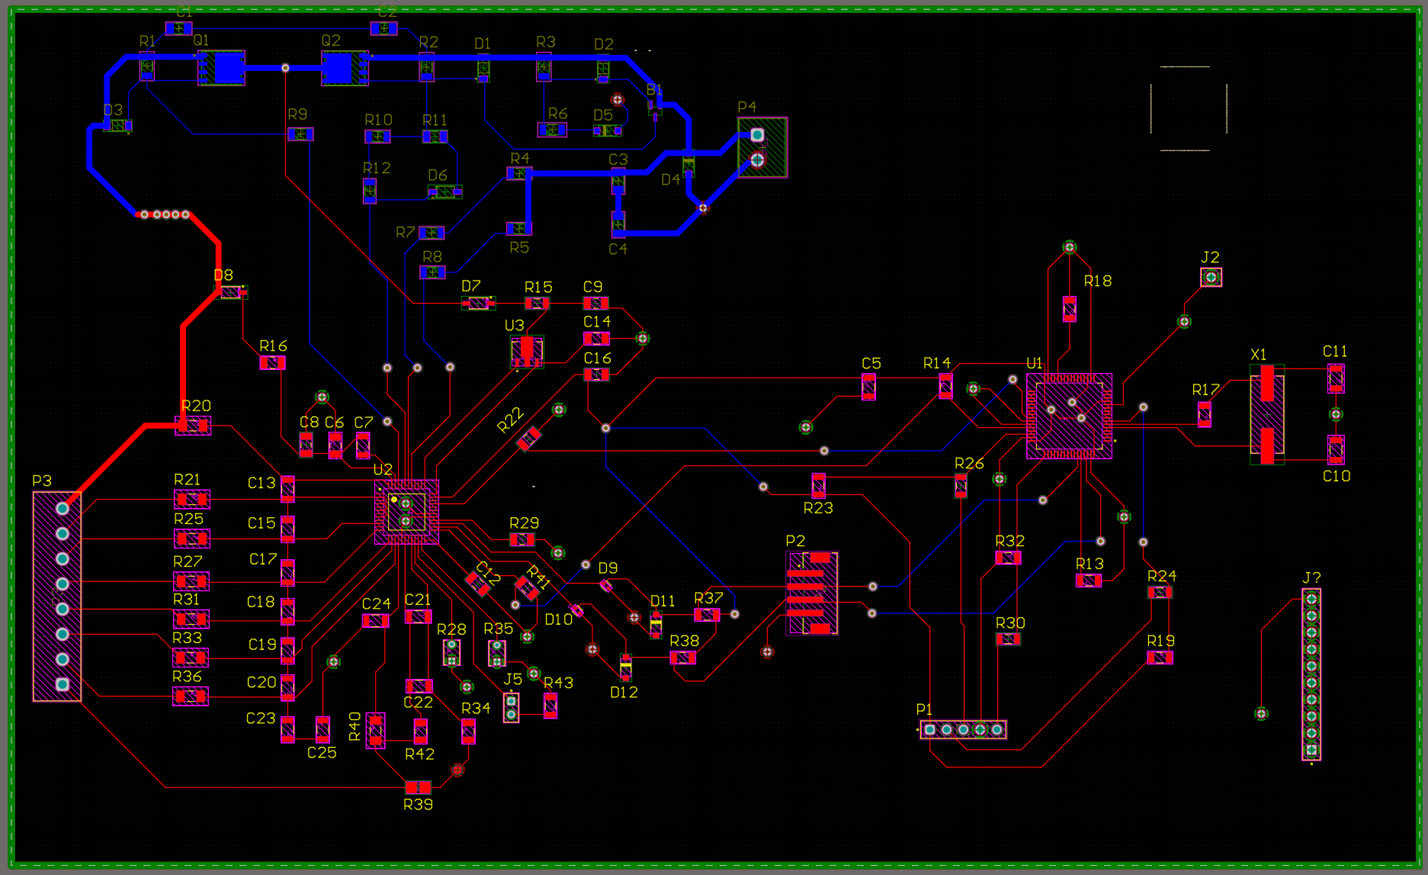 C1 C2
R1 Q1 Q2 R2 D1 R3 D2
B1
D3 R9 R10 R11 R6 D5 P4
R12 D6 R4 C3 D4
R7 R5 C4
R8
D8 D7 R15 C9 R18 J2
U3 C14
R16 C16 C5 R14 U1 X1 C11
R17
R20 C8 C6 C7 R22
P3 U2 C13 R26 C10
R21 R23
R25 C15 R29 P2 R32
R27 C17 C12 R41 D9 R13 R24 J?
R31 C18 C24 C21 D10 D11 R37
R33 C19 R28 R35 R38 R30 R19
R36 C20 C22 J5 R43 D12
C23 C25 R40 R42 R34 P1
R39